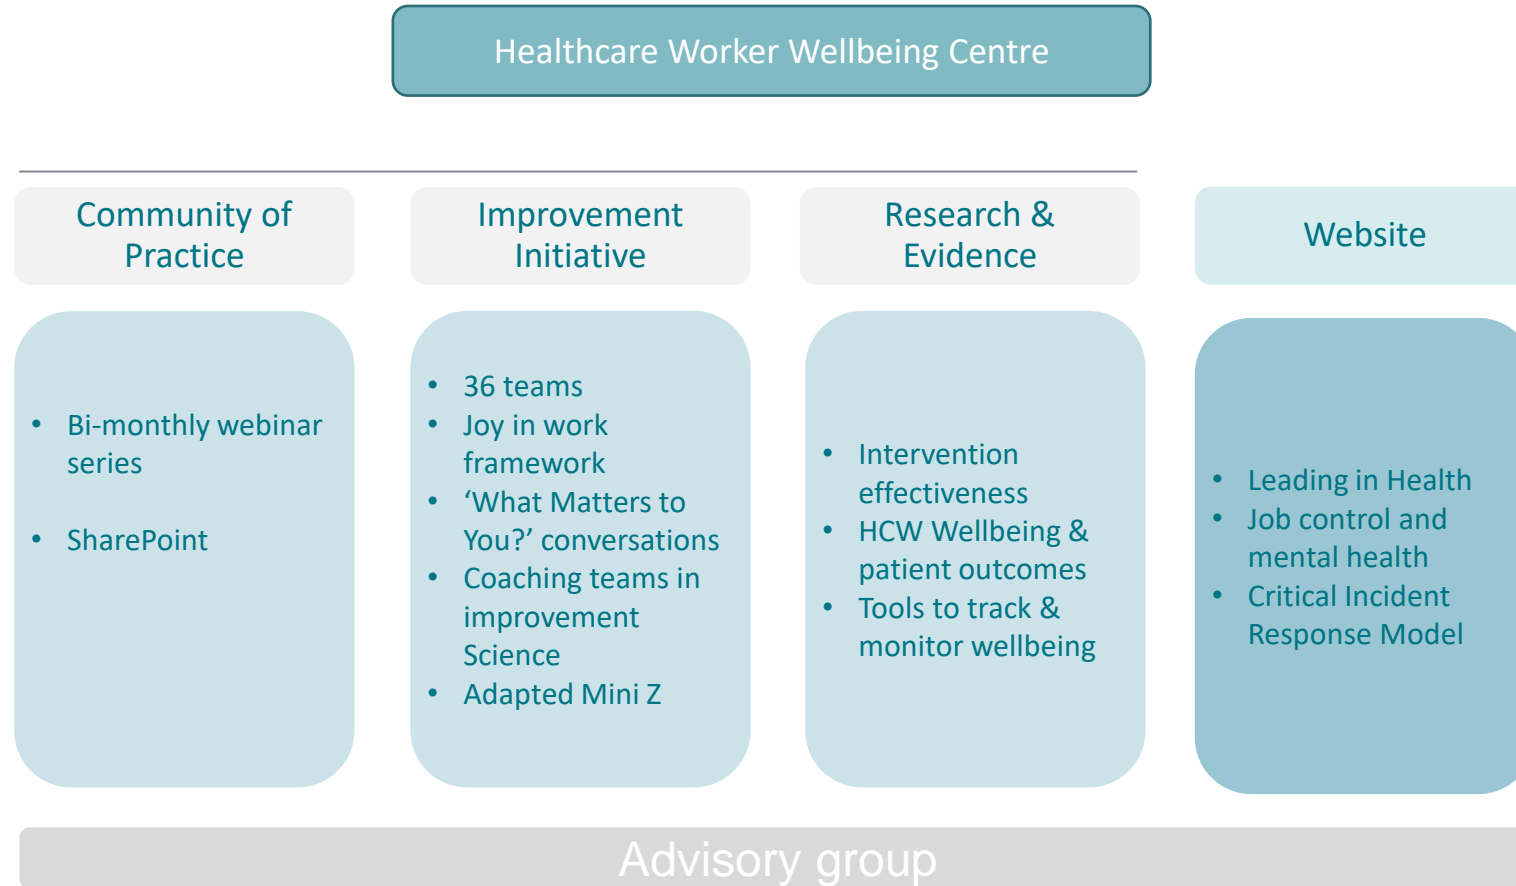 Healthcare Worker Wellbeing Centre
Community of
Practice
• Bi-monthly webinar
series
• SharePoint
Improvement
Initiative
• 36 teams
• Joy in work
framework
• ‘What Matters to
You?’ conversations
• Coaching teams in
improvement
Science
• Adapted Mini Z
Research &
Evidence
• Intervention
effectiveness
• HCW Wellbeing &
patient outcomes
• Tools to track &
monitor wellbeing
Website
• Leading in Health
• Job control and
mental health
• Critical Incident
Response Model
Advisory group